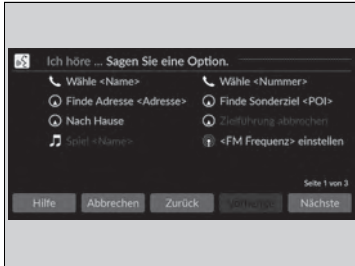 Ich höre ... Sagen Sie eine Option.
Wähle <Name>
Wähle <Nummer>
Finde Adresse <Adresse>
Finde Sonderziel <POI>
Nach Hause
Zielführung abbrechen
Spiel <Name>
<FM Frequenz> einstellen
Seite 1 von 3
Hilfe
Abbrechen
Zurück
Nächste